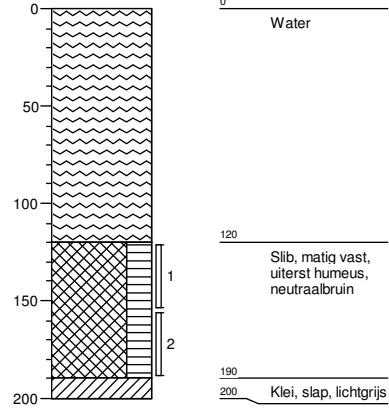 0
0
Water
50
100
120
Slib, matig vast,
uiterst humeus,
neutraalbruin
1
150
2
190
200
200
Klei, slap, lichtgrijs